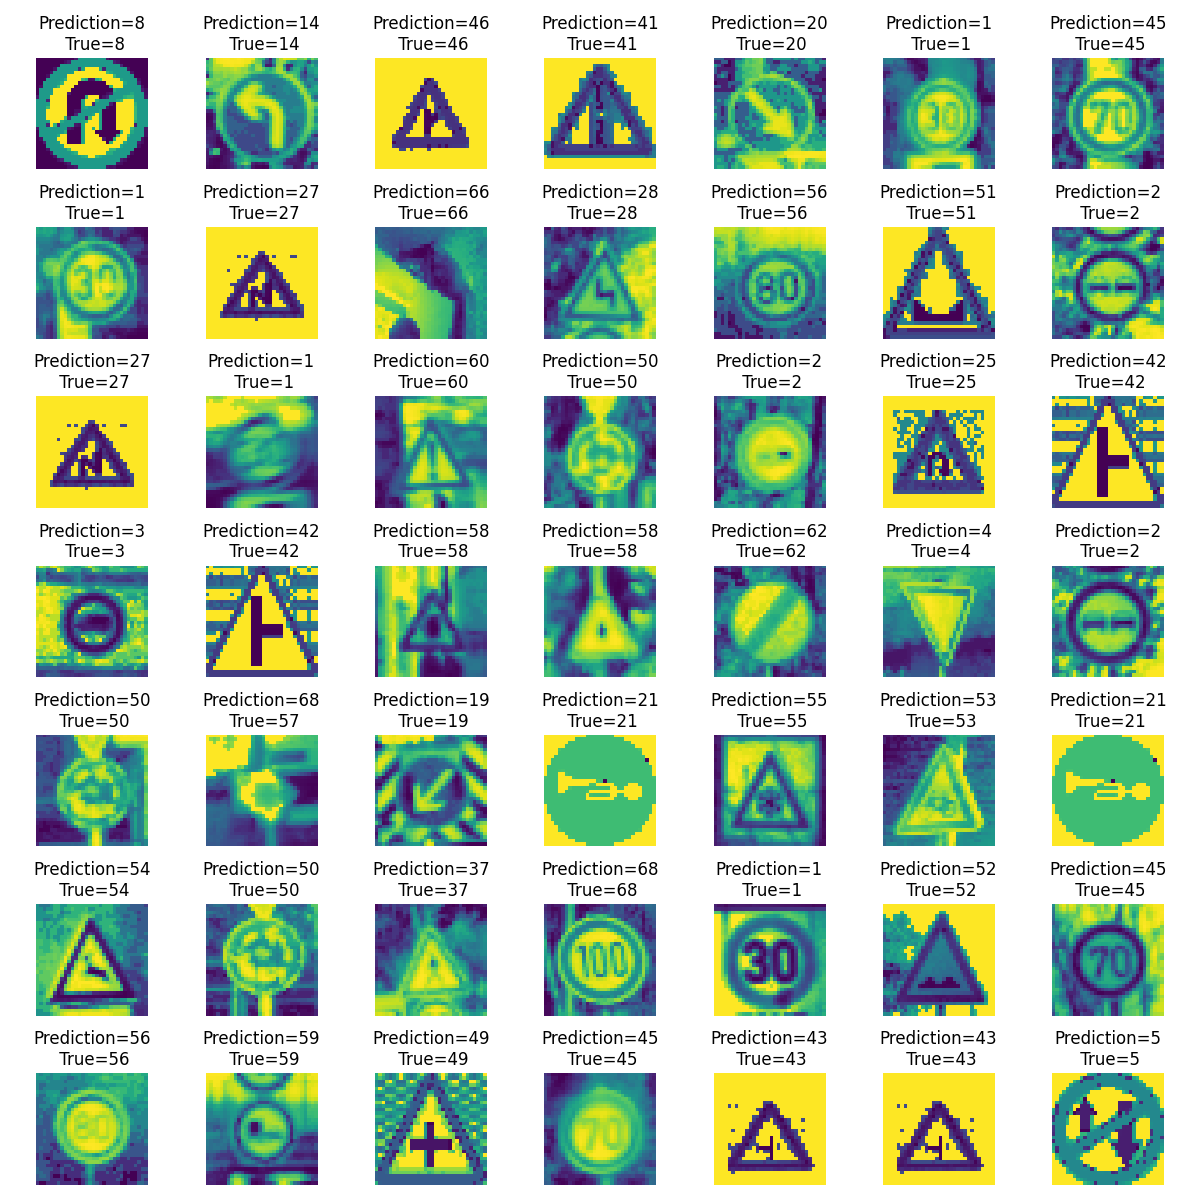 Prediction=8 Prediction=14 Prediction=46 Prediction=41 Prediction=20 Prediction=1 Prediction=45
True=8 True=14 True=46 True=41 True=20 True=1 True=45
30 70
Prediction=1 Prediction=27 Prediction=66 Prediction=28 Prediction=56 Prediction=51 Prediction=2
True=1 True=27 True=66 True=28 True=56 True=51 True=2
30 80
Prediction=27 Prediction=1 Prediction=60 Prediction=50 Prediction=2 Prediction=25 Prediction=42
True=27 True=1 True=60 True=50 True=2 True=25 True=42
Prediction=3 Prediction=42 Prediction=58 Prediction=58 Prediction=62 Prediction=4 Prediction=2
True=3 True=42 True=58 True=58 True=62 True=4 True=2
Prediction=50 Prediction=68 Prediction=19 Prediction=21 Prediction=55 Prediction=53 Prediction=21
True=50 True=57 True=19 True=21 True=55 True=53 True=21
Prediction=54 Prediction=50 Prediction=37 Prediction=68 Prediction=1 Prediction=52 Prediction=45
True=54 True=50 True=37 True=68 True=1 True=52 True=45
100 30 70
Prediction=56 Prediction=59 Prediction=49 Prediction=45 Prediction=43 Prediction=43 Prediction=5
True=56 True=59 True=49 True=45 True=43 True=43 True=5
80 70